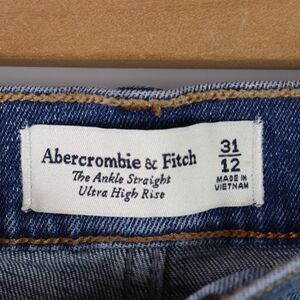 Abercrombie & Fitch
The Ankle Straight
Ultra High Rise
31
12
MADE IN
VIETNAM